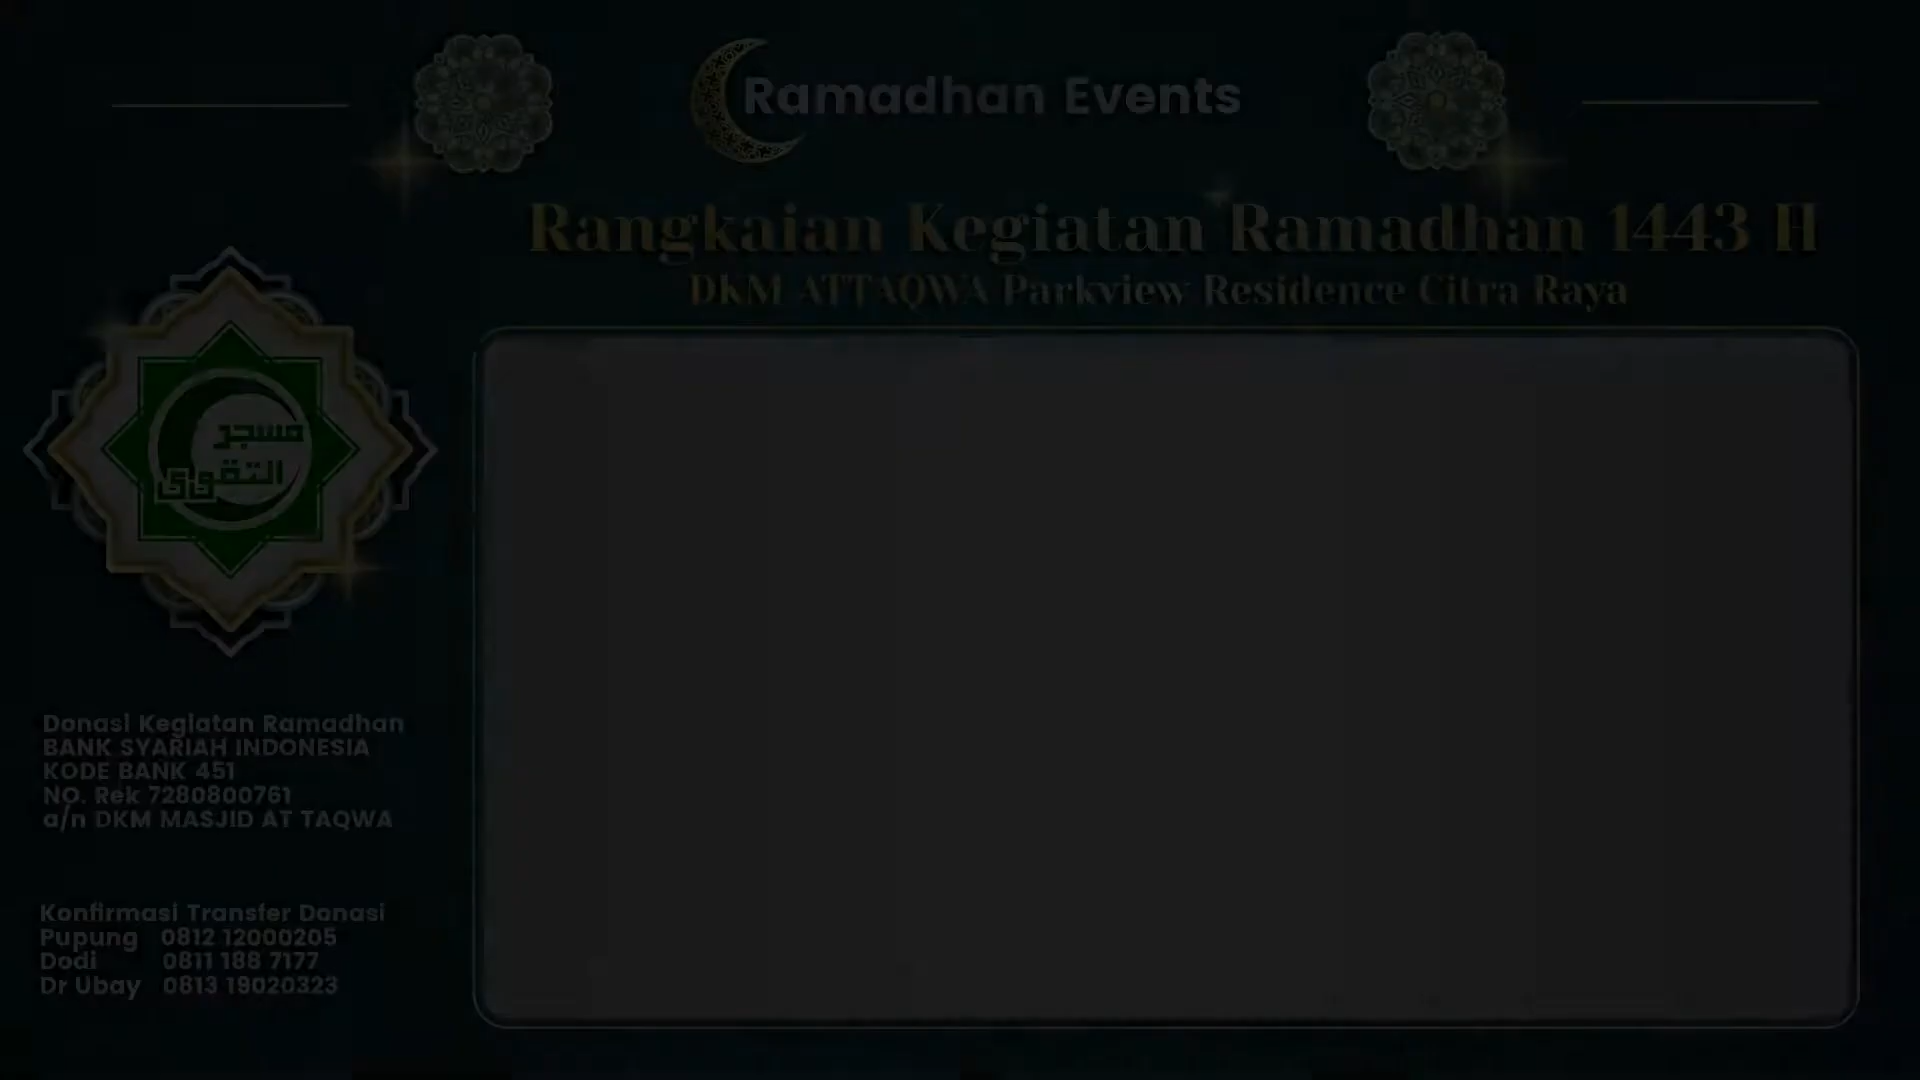 Ramadhan Events
Rangkaian Kegiatan Ramadhan 1443 H
DKM ATTAQWA Parkview Residence Citra Raya
مسجد
التقوى
Donasi Kegiatan Ramadhan
BANK SYARIAH INDONESIA
KODE BANK 451
NO. Rek 7280800761
a/n DKM MASJID AT TAQWA
Konfirmasi Transfer Donasi
Pupung 0812 12000205
Dodi 0811 188 7177
Dr Ubay 0813 19020323